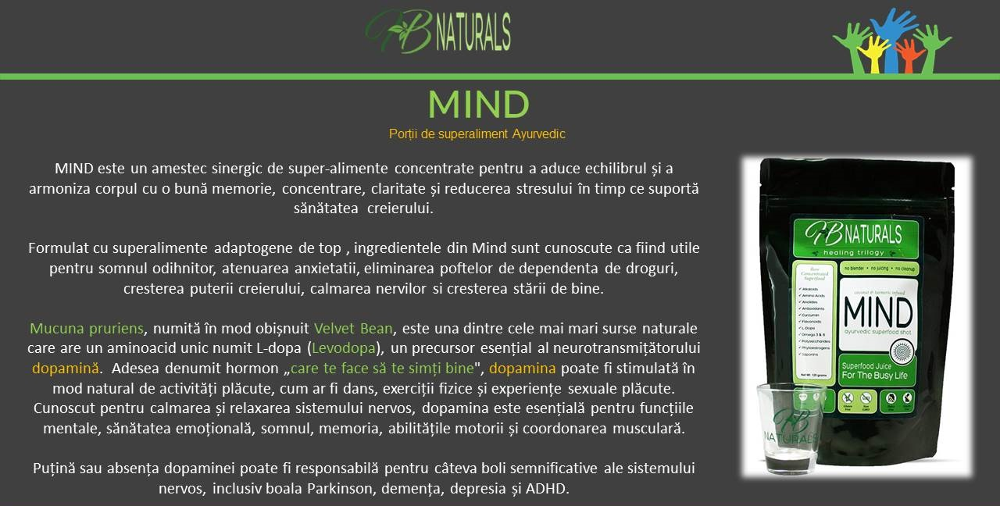 HB NATURALS
MIND
Porții de superaliment Ayurvedic
MIND este un amestec sinergic de super-alimente concentrate pentru a aduce echilibrul și a
armoniza corpul cu o bună memorie, concentrare, claritate și reducerea stresului în timp ce suportă
sănătatea creierului.
Formulat cu superalimente adaptogene de top , ingredientele din Mind sunt cunoscute ca fiind utile
pentru somnul odihnitor, atenuarea anxietatii, eliminarea poftelor de dependenta de droguri,
cresterea puterii creierului, calmarea nervilor si cresterea stării de bine.
Mucuna pruriens, numită în mod obișnuit Velvet Bean, este una dintre cele mai mari surse naturale
care are un aminoacid unic numit L-dopa (Levodopa), un precursor esențial al neurotransmițătorului
dopamină. Adesea denumit hormon „care te face să te simți bine", dopamina poate fi stimulată în
mod natural de activități plăcute, cum ar fi dans, exerciții fizice și experiențe sexuale plăcute.
Cunoscut pentru calmarea și relaxarea sistemului nervos, dopamina este esențială pentru funcțiile
mentale, sănătatea emoțională, somnul, memoria, abilitățile motorii și coordonarea musculară.
Puțină sau absența dopaminei poate fi responsabilă pentru câteva boli semnificative ale sistemului
nervos, inclusiv boala Parkinson, demența, depresia și ADHD.
HB NATURALS
healing trilogy
no blender • no juicing • no cleanup
Raw
Concentrated
Superfood
✓ Alkaloids
✓ Amino Acids
✓ Anolides
✓ Antioxidants
✓ Curcumin
✓ Flavonoids
✓ L-Dopa
✓ Omega 3 & 6
✓ Polysaccharides
✓ Phytoestrogens
✓ Saponins
Net Wt. 120 grams
coconut & turmeric infused
MIND
ayurvedic superfood shot
Superfood Juice
For The Busy Life
HB
NATURALS